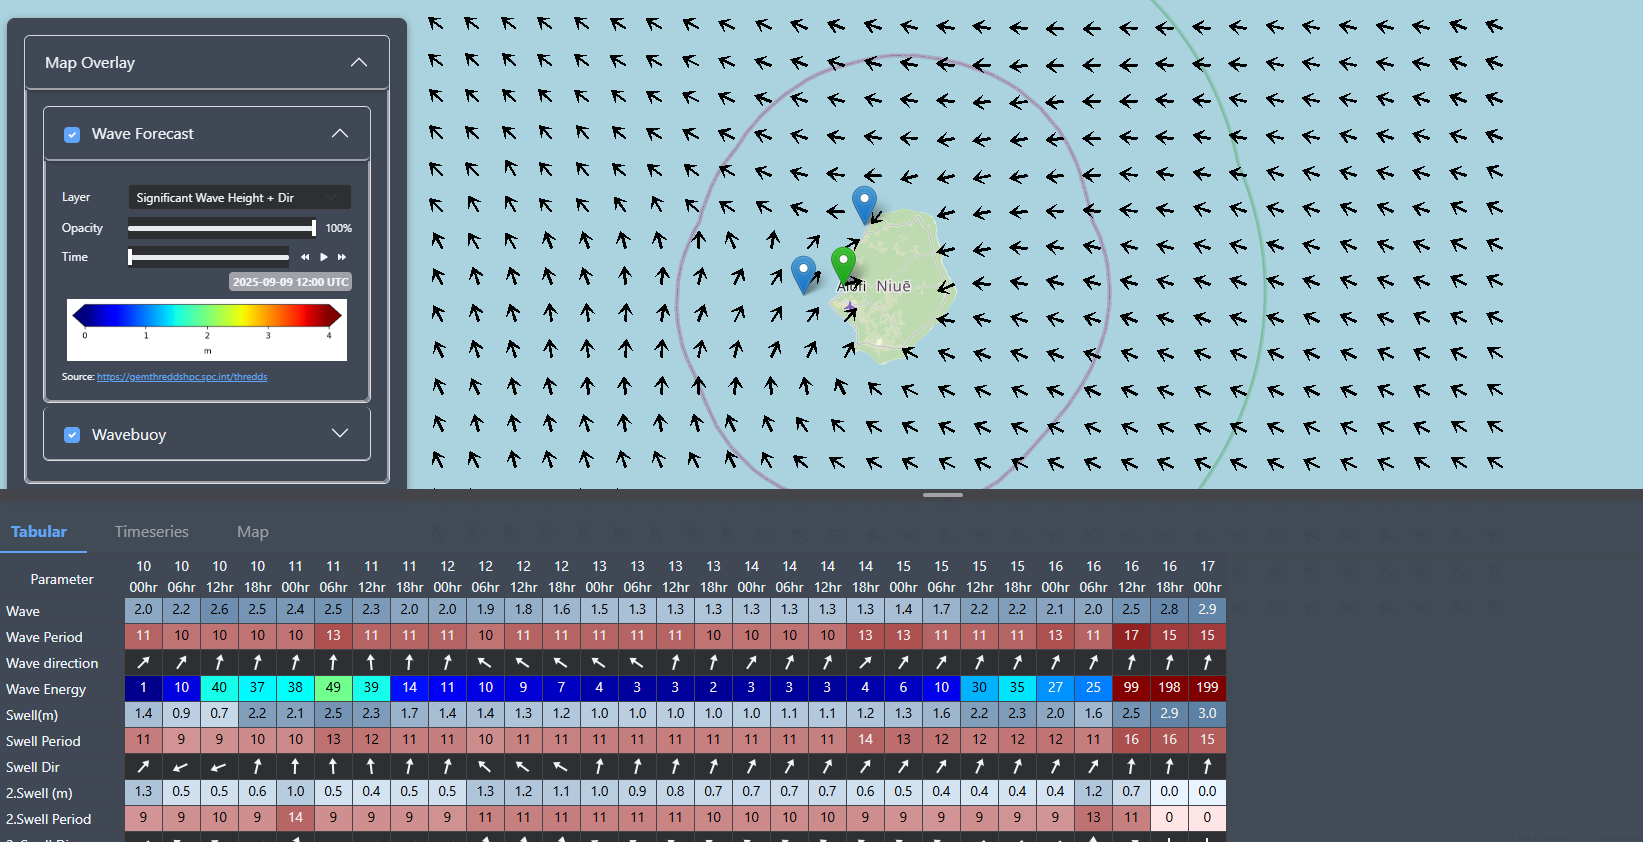 Map Overlay
Wave Forecast
Layer
Significant Wave Height + Dir
Opacity
100%
Time
2025-09-09 12:00 UTC
0 1 2 3 4
m
Source: https://gemthreddshpc.spc.int/thredds
Wavebuoy
Alofi Niuē
Tabular Timeseries Map
Parameter
10 10 10 10 11 11 11 11 12 12 12 12 13 13 13 13 14 14 14 14 15 15 15 15 16 16 16 16 17
00hr 06hr 12hr 18hr 00hr 06hr 12hr 18hr 00hr 06hr 12hr 18hr 00hr 06hr 12hr 18hr 00hr 06hr 12hr 18hr 00hr 06hr 12hr 18hr 00hr 06hr 12hr 18hr 00hr
Wave 2.0 2.2 2.6 2.5 2.4 2.5 2.3 2.0 2.0 1.9 1.8 1.6 1.5 1.3 1.3 1.3 1.3 1.3 1.3 1.3 1.4 1.7 2.2 2.2 2.1 2.0 2.5 2.8 2.9
Wave Period 11 10 10 10 10 13 11 11 11 10 11 11 11 11 11 10 10 10 10 13 13 11 11 11 13 11 17 15 15
Wave direction
Wave Energy 1 10 40 37 38 49 39 14 11 10 9 7 4 3 3 2 3 3 3 4 6 10 30 35 27 25 99 198 199
Swell(m) 1.4 0.9 0.7 2.2 2.1 2.5 2.3 1.7 1.4 1.4 1.3 1.2 1.0 1.0 1.0 1.0 1.0 1.1 1.1 1.2 1.3 1.6 2.2 2.3 2.0 1.6 2.5 2.9 3.0
Swell Period 11 9 9 10 10 13 12 11 11 10 11 11 11 11 11 11 11 11 11 14 13 12 12 12 12 11 16 16 15
Swell Dir
2.Swell (m) 1.3 0.5 0.5 0.6 1.0 0.5 0.4 0.5 0.5 1.3 1.2 1.1 1.0 0.9 0.8 0.7 0.7 0.7 0.7 0.6 0.5 0.4 0.4 0.4 0.4 1.2 0.7 0.0 0.0
2.Swell Period 9 9 10 9 14 9 9 9 9 11 11 11 11 11 11 10 10 10 10 9 9 9 9 9 9 13 11 0 0